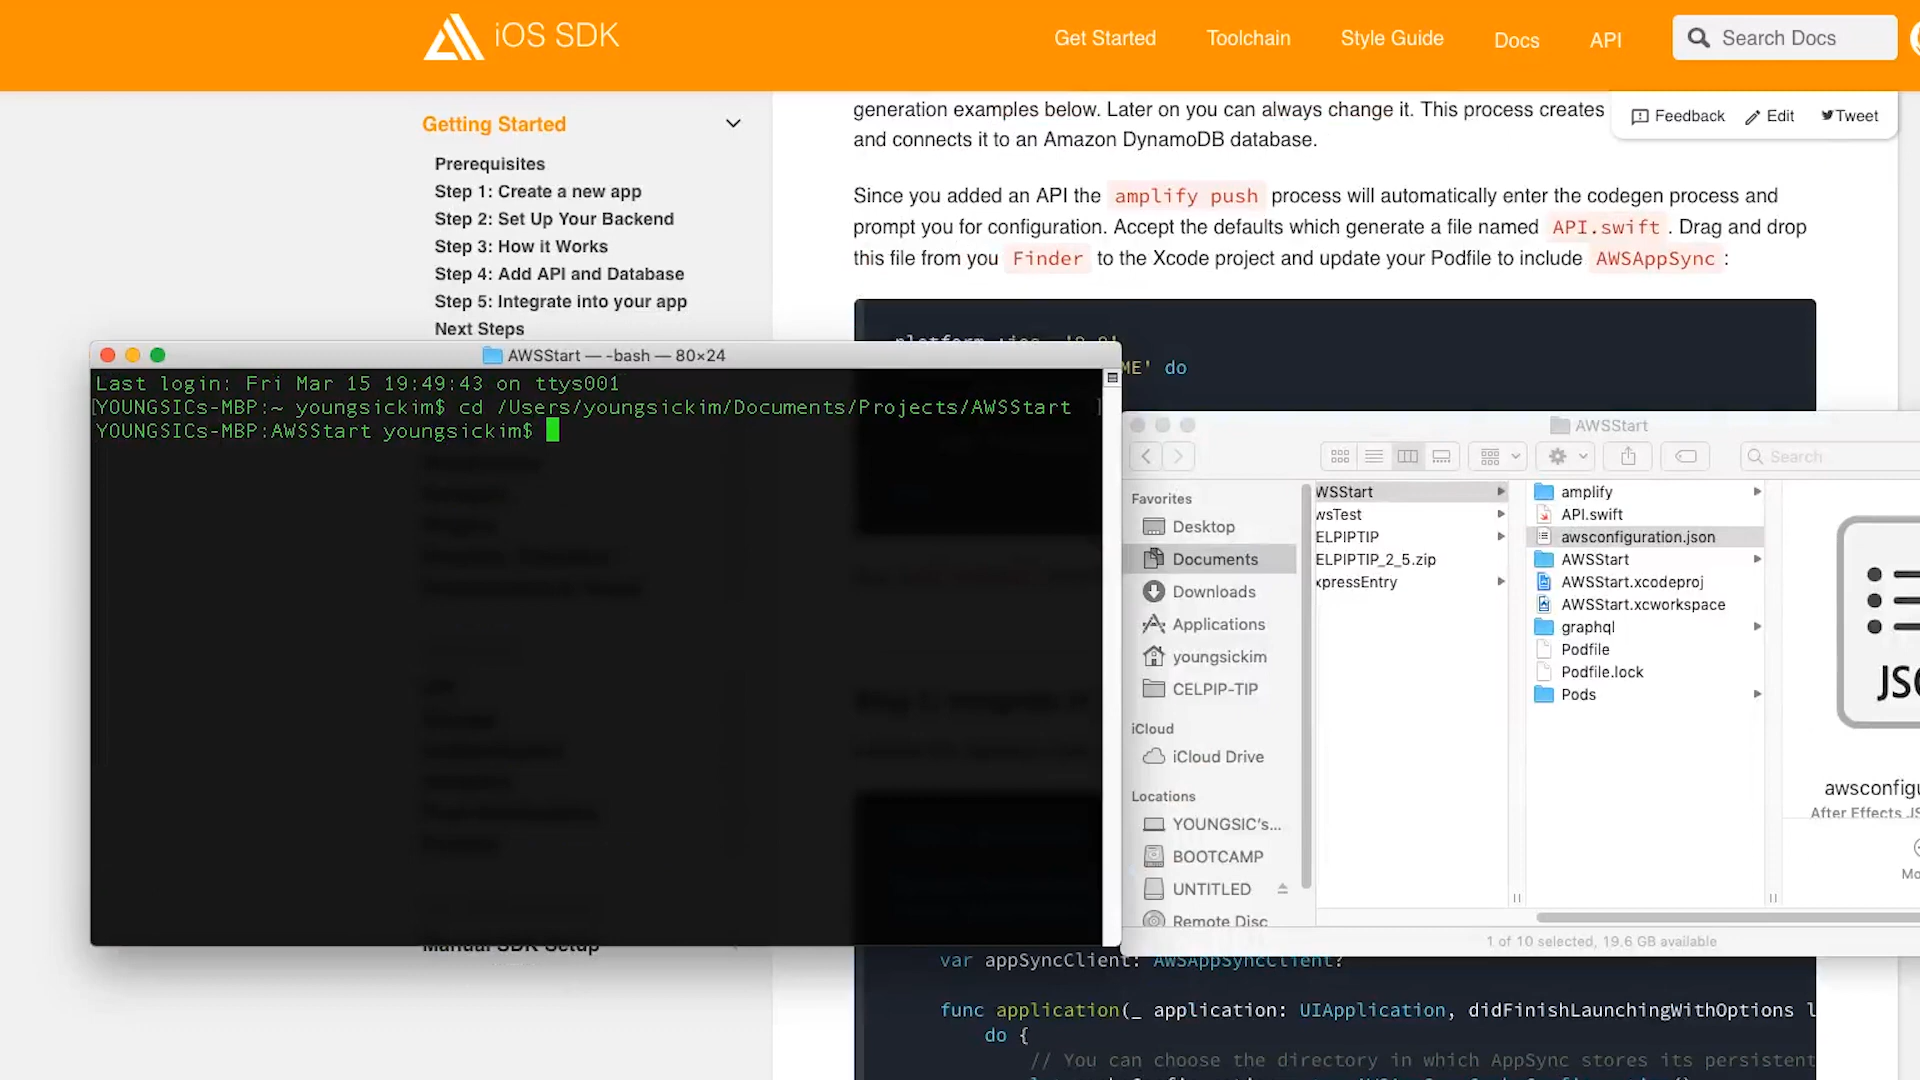 iOS SDK
Get Started
Toolchain
Style Guide
Docs
API
Search Docs
Getting Started
Prerequisites
Step 1: Create a new app
Step 2: Set Up Your Backend
Step 3: How it Works
Step 4: Add API and Database
Step 5: Integrate into your app
Next Steps
generation examples below. Later on you can always change it. This process creates
and connects it to an Amazon DynamoDB database.
Feedback
Edit
Tweet
Since you added an API the amplify push process will automatically enter the codegen process and
prompt you for configuration. Accept the defaults which generate a file named API.swift . Drag and drop
this file from you Finder to the Xcode project and update your Podfile to include AWSAppSync :
ME' do
AWSStart — -bash — 80×24
Last login: Fri Mar 15 19:49:43 on ttys001
[YOUNGSICs-MBP:~ youngsickim$ cd /Users/youngsickim/Documents/Projects/AWSStart ]
YOUNGSICs-MBP:AWSStart youngsickim$
AWSStart
Search
Favorites
Desktop
Documents
Downloads
Applications
youngsickim
CELPIP-TIP
iCloud
iCloud Drive
Locations
YOUNGSIC's...
BOOTCAMP
UNTITLED
Remote Disc
WSStart
wsTest
ELPIPTIP
ELPIPTIP_2_5.zip
xpressEntry
amplify
API.swift
awsconfiguration.json
AWSStart
AWSStart.xcodeproj
AWSStart.xcworkspace
graphql
Podfile
Podfile.lock
Pods
JSO
awsconfigu
After Effects JS
Mo
1 of 10 selected, 19.6 GB available
Manual SDK Setup
var appSyncClient: AWSAppSyncClient?
func application(_ application: UIApplication, didFinishLaunchingWithOptions l
do {
// You can choose the directory in which AppSync stores its persistent